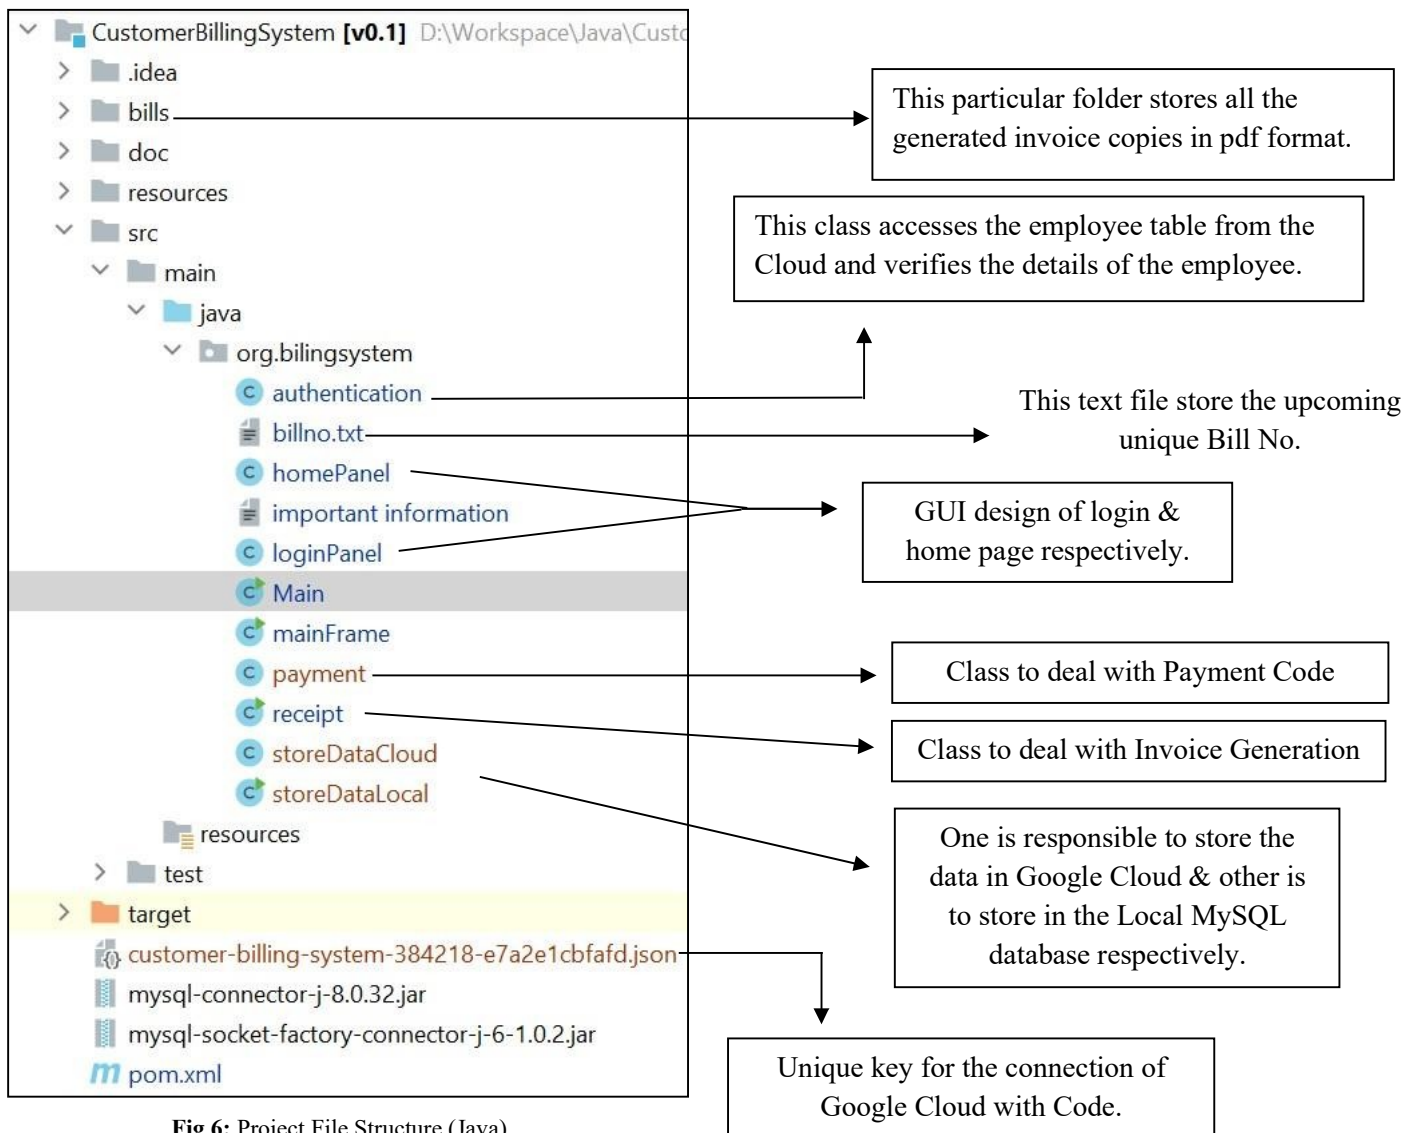 CustomerBillingSystem [v0.1] D:\Workspace\Java\Custo
.idea
bills
doc
resources
src
main
java
org.bilingsystem
authentication
billno.txt
homePanel
important information
loginPanel
Main
mainFrame
payment
receipt
storeDataCloud
storeDataLocal
resources
test
target
customer-billing-system-384218-e7a2e1cbfafd.json
mysql-connector-j-8.0.32.jar
mysql-socket-factory-connector-j-6-1.0.2.jar
pom.xml
This particular folder stores all the
generated invoice copies in pdf format.
This class accesses the employee table from the
Cloud and verifies the details of the employee.
This text file store the upcoming
unique Bill No.
GUI design of login &
home page respectively.
Class to deal with Payment Code
Class to deal with Invoice Generation
One is responsible to store the
data in Google Cloud & other is
to store in the Local MySQL
database respectively.
Unique key for the connection of
Google Cloud with Code.
Fig 6: Project File Structure (Java)